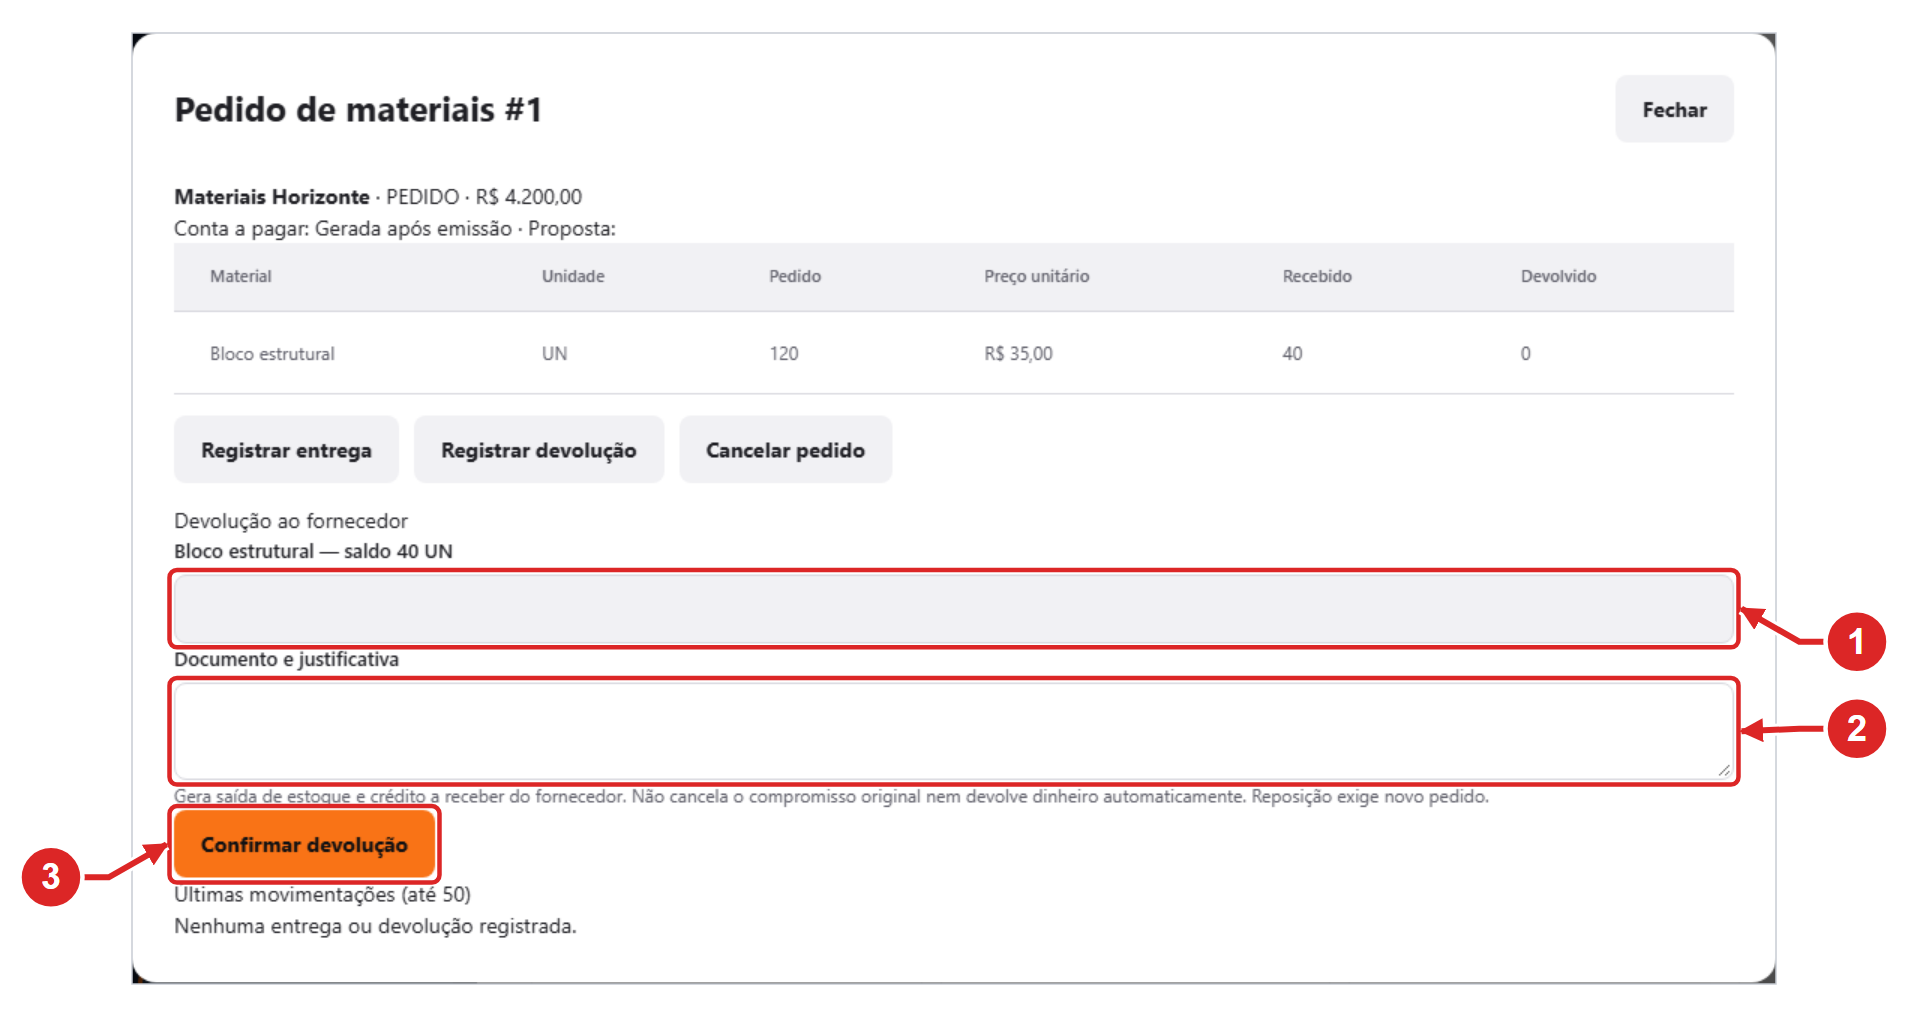 Pedido de materiais #1
Fechar
Materiais Horizonte · PEDIDO · R$ 4.200,00
Conta a pagar: Gerada após emissão · Proposta:
Material Unidade Pedido Preço unitário Recebido Devolvido
Bloco estrutural UN 120 R$ 35,00 40 0
Registrar entrega Registrar devolução Cancelar pedido
Devolução ao fornecedor
Bloco estrutural — saldo 40 UN
1
Documento e justificativa
2
Gera saída de estoque e crédito a receber do fornecedor. Não cancela o compromisso original nem devolve dinheiro automaticamente. Reposição exige novo pedido.
Confirmar devolução
3
Últimas movimentações (até 50)
Nenhuma entrega ou devolução registrada.